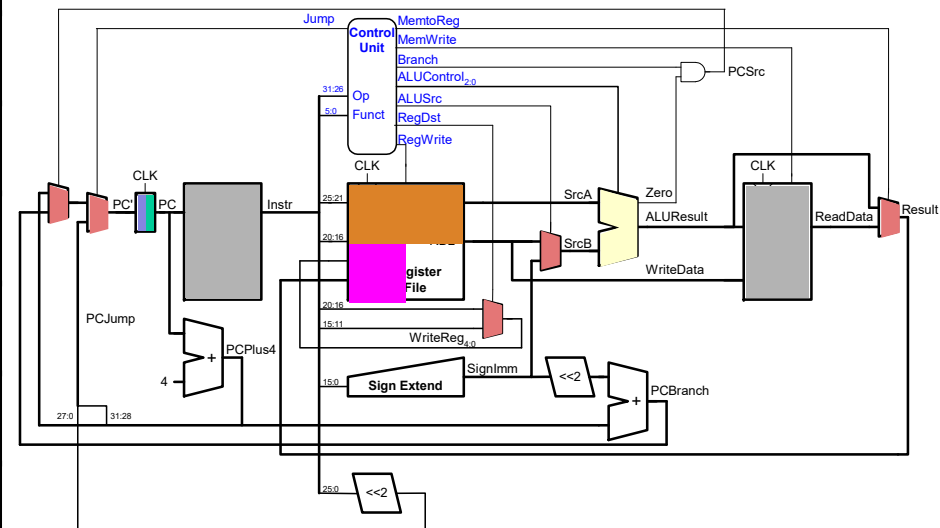 Jump
MemtoReg
Control
Unit
MemWrite
Branch
PCSrc
ALUControl2:0
31:26
Op
ALUSrc
5:0
Funct
RegDst
RegWrite
CLK
CLK
CLK
PC'
PC
Instr
25:21
SrcA
Zero
ALUResult
ReadData
Result
20:16
SrcB
gister
File
WriteData
20:16
15:11
WriteReg4:0
PCJump
PCPlus4
+
4
SignImm
<<2
15:0
Sign Extend
PCBranch
+
27:0
31:28
25:0
<<2